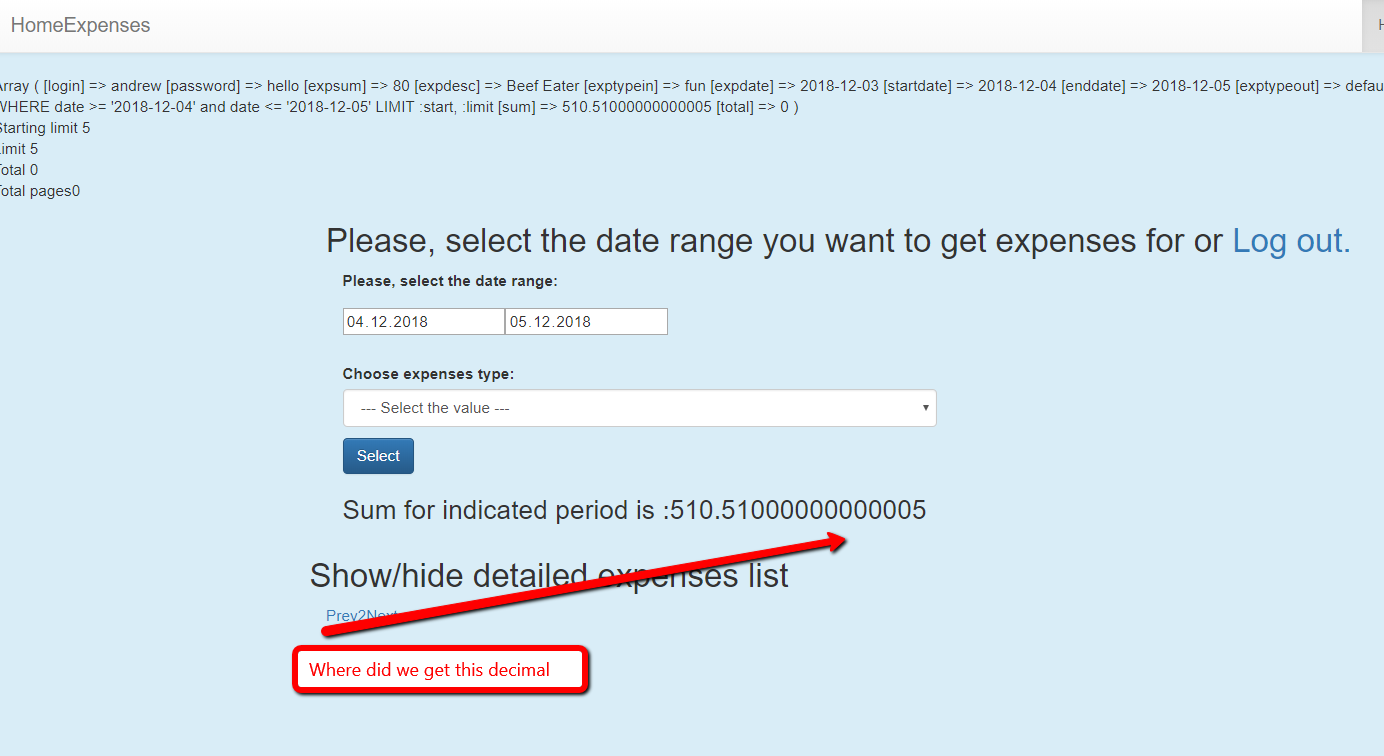 HomeExpenses
rray ( [login] => andrew [password] => hello [expsum] => 80 [expdesc] => Beef Eater [exptypein] => fun [expdate] => 2018-12-03 [startdate] => 2018-12-04 [enddate] => 2018-12-05 [exptypeout] => defau
WHERE date >= '2018-12-04' and date <= '2018-12-05' LIMIT :start, :limit [sum] => 510.51000000000005 [total] => 0 )
Starting limit 5
imit 5
Total 0
Total pages0
Please, select the date range you want to get expenses for or Log out.
Please, select the date range:
04.12.2018 05.12.2018
Choose expenses type:
--- Select the value ---
Select
Sum for indicated period is :510.51000000000005
Show/hide detailed expenses list
Prev2Next
Where did we get this decimal